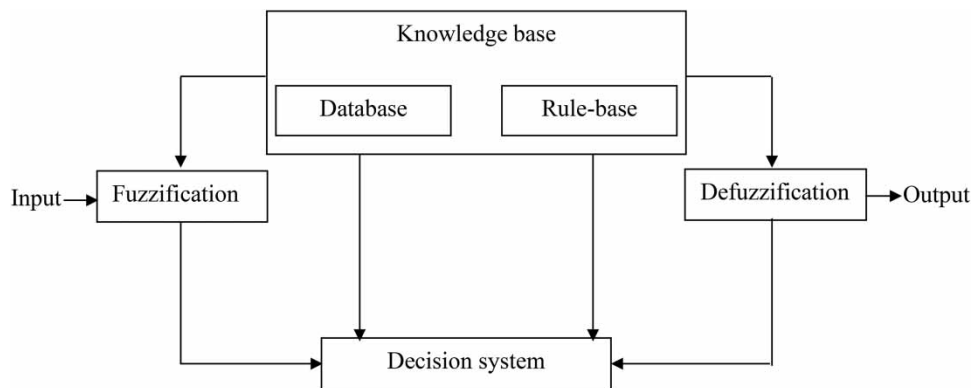 Knowledge base
Database
Rule-base
Input
Fuzzification
Defuzzification
Output
Decision system